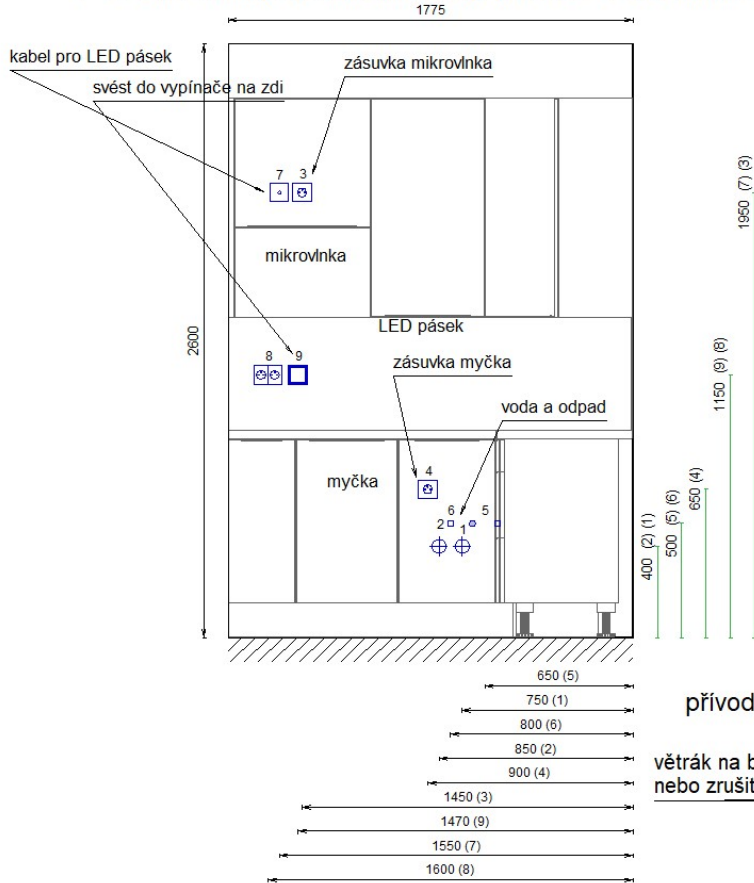 1775
kabel pro LED pásek
zásuvka mikrovlnka
svést do vypínače na zdi
7 3
mikrovlnka
2600
LED pásek
8 9
zásuvka myčka
voda a odpad
myčka
4
6 5
2 1
400 (2) (1)
500 (5) (6)
650 (4)
1150 (9) (8)
1950 (7) (3)
650 (5)
750 (1)
800 (6)
850 (2)
900 (4)
1450 (3)
1470 (9)
1550 (7)
1600 (8)
přívod
větrák na b
nebo zrušit